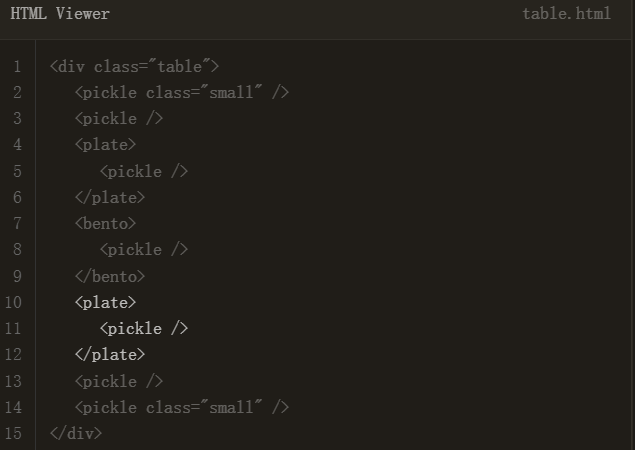 HTML Viewer table.html
1 <div class="table">
2 <pickle class="small" />
3 <pickle />
4 <plate>
5 <pickle />
6 </plate>
7 <bento>
8 <pickle />
9 </bento>
10 <plate>
11 <pickle />
12 </plate>
13 <pickle />
14 <pickle class="small" />
15 </div>